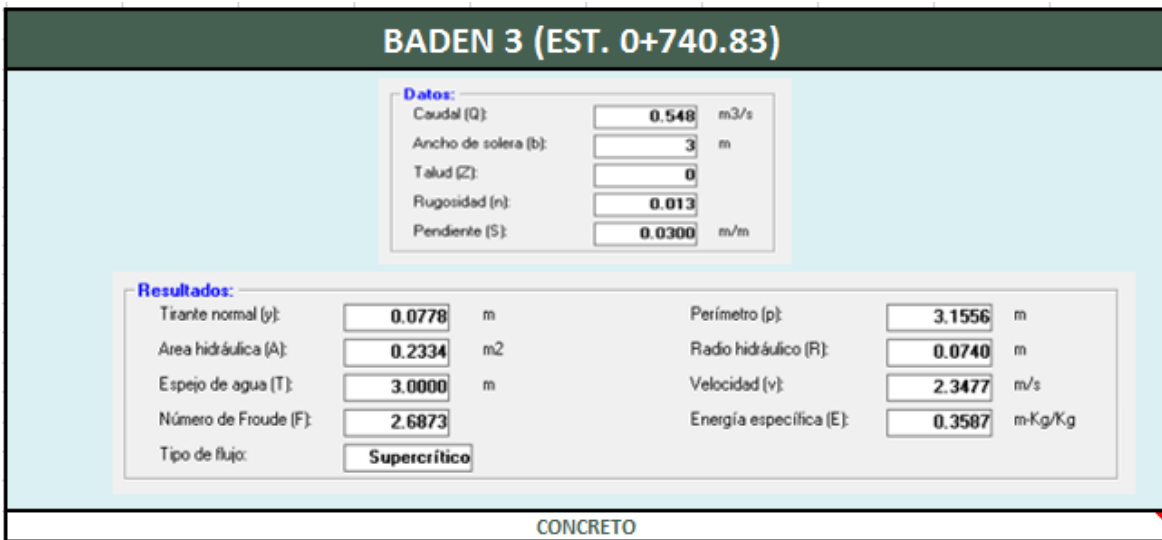 BADEN 3 (EST. 0+740.83)
Datos:
Caudal (Q): 0.548 m3/s
Ancho de solera (b): 3 m
Talud (Z): 0
Rugosidad (n): 0.013
Pendiente (S): 0.0300 m/m
Resultados:
Tirante normal (y): 0.0778 m Perímetro (p): 3.1556 m
Area hidráulica (A): 0.2334 m2 Radio hidráulico (R): 0.0740 m
Espejo de agua (T): 3.0000 m Velocidad (v): 2.3477 m/s
Número de Froude (F): 2.6873 Energía específica (E): 0.3587 m-Kg/Kg
Tipo de flujo: Supercrítico
CONCRETO